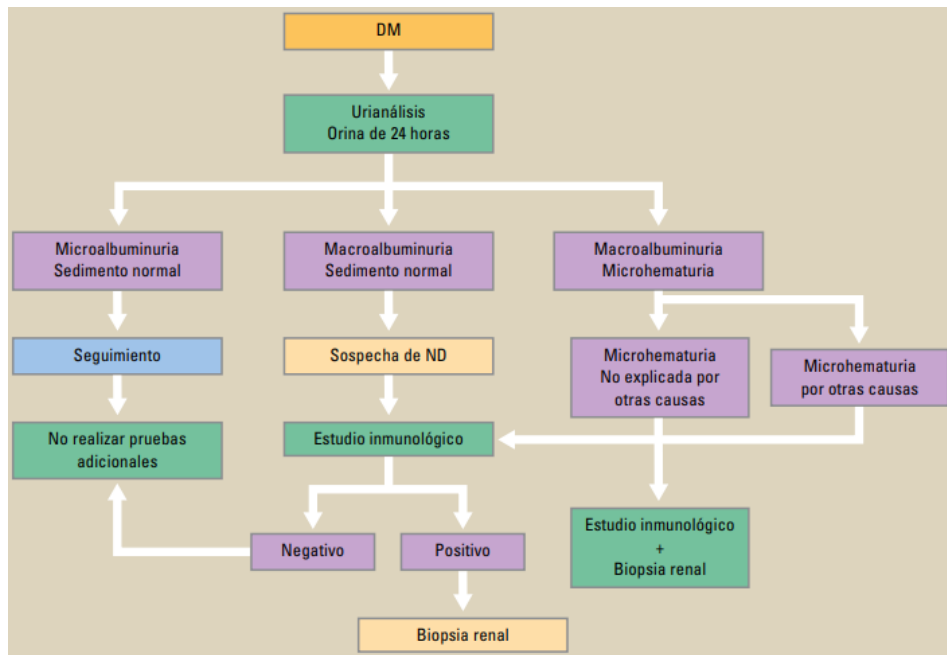 DM
Urianálisis
Orina de 24 horas
Microalbuminuria
Sedimento normal
Macroalbuminuria
Sedimento normal
Macroalbuminuria
Microhematuria
Seguimiento
Sospecha de ND
Microhematuria
No explicada por
otras causas
Microhematuria
por otras causas
No realizar pruebas
adicionales
Estudio inmunológico
Negativo
Positivo
Estudio inmunológico
+
Biopsia renal
Biopsia renal